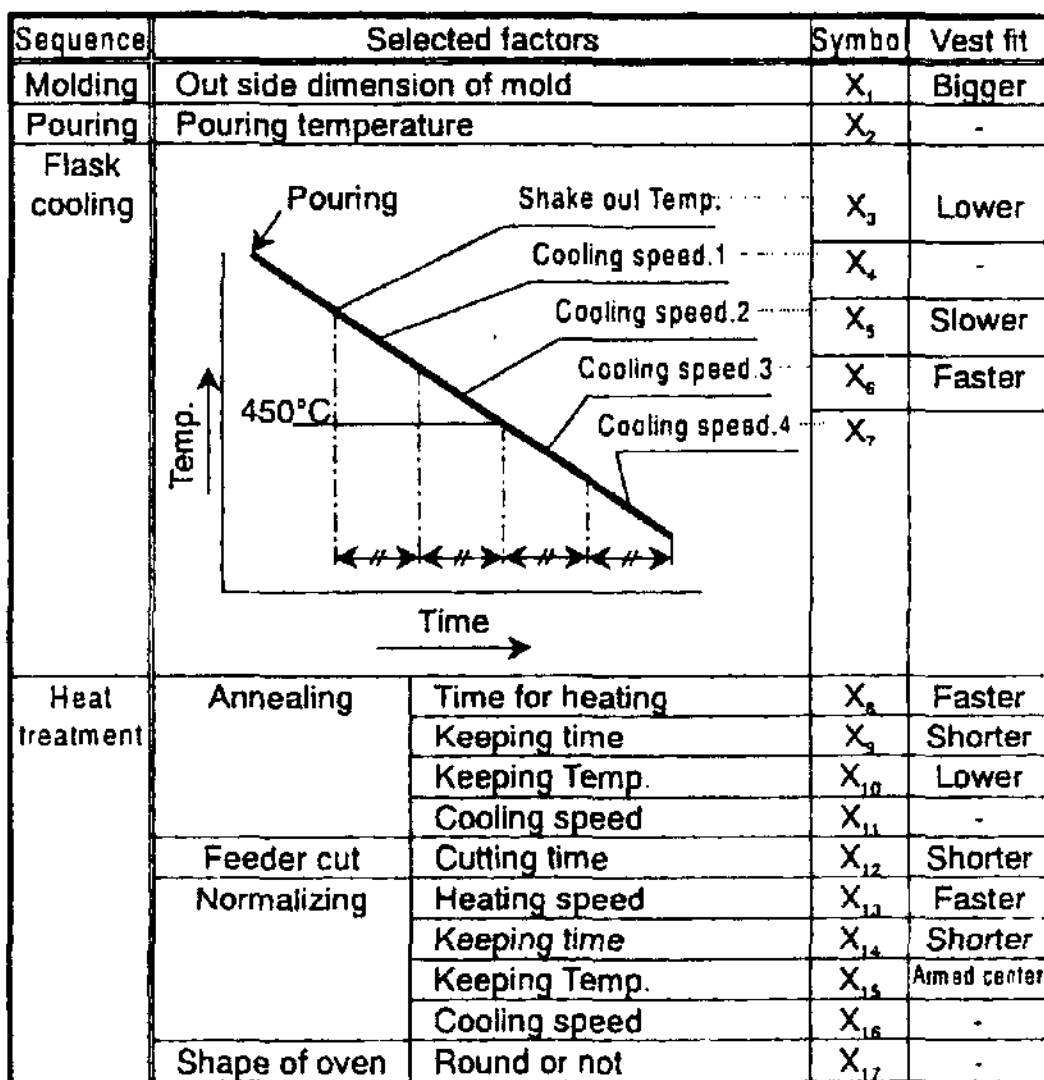 Sequence Selected factors Symbol Vest fit
Molding Out side dimension of mold X₁ Bigger
Pouring Pouring temperature X₂ -
Flask
cooling
Pouring
Shake out Temp. X₃ Lower
Cooling speed.1 X₄ -
Cooling speed.2 X₅ Slower
Cooling speed.3 X₆ Faster
450°C Cooling speed.4 X₇
Temp.
Time
Heat Annealing Time for heating X₈ Faster
treatment Keeping time X₉ Shorter
Keeping Temp. X₁₀ Lower
Cooling speed X₁₁ -
Feeder cut Cutting time X₁₂ Shorter
Normalizing Heating speed X₁₃ Faster
Keeping time X₁₄ Shorter
Keeping Temp. X₁₅ Armed center
Cooling speed X₁₆ -
Shape of oven Round or not X₁₇ -